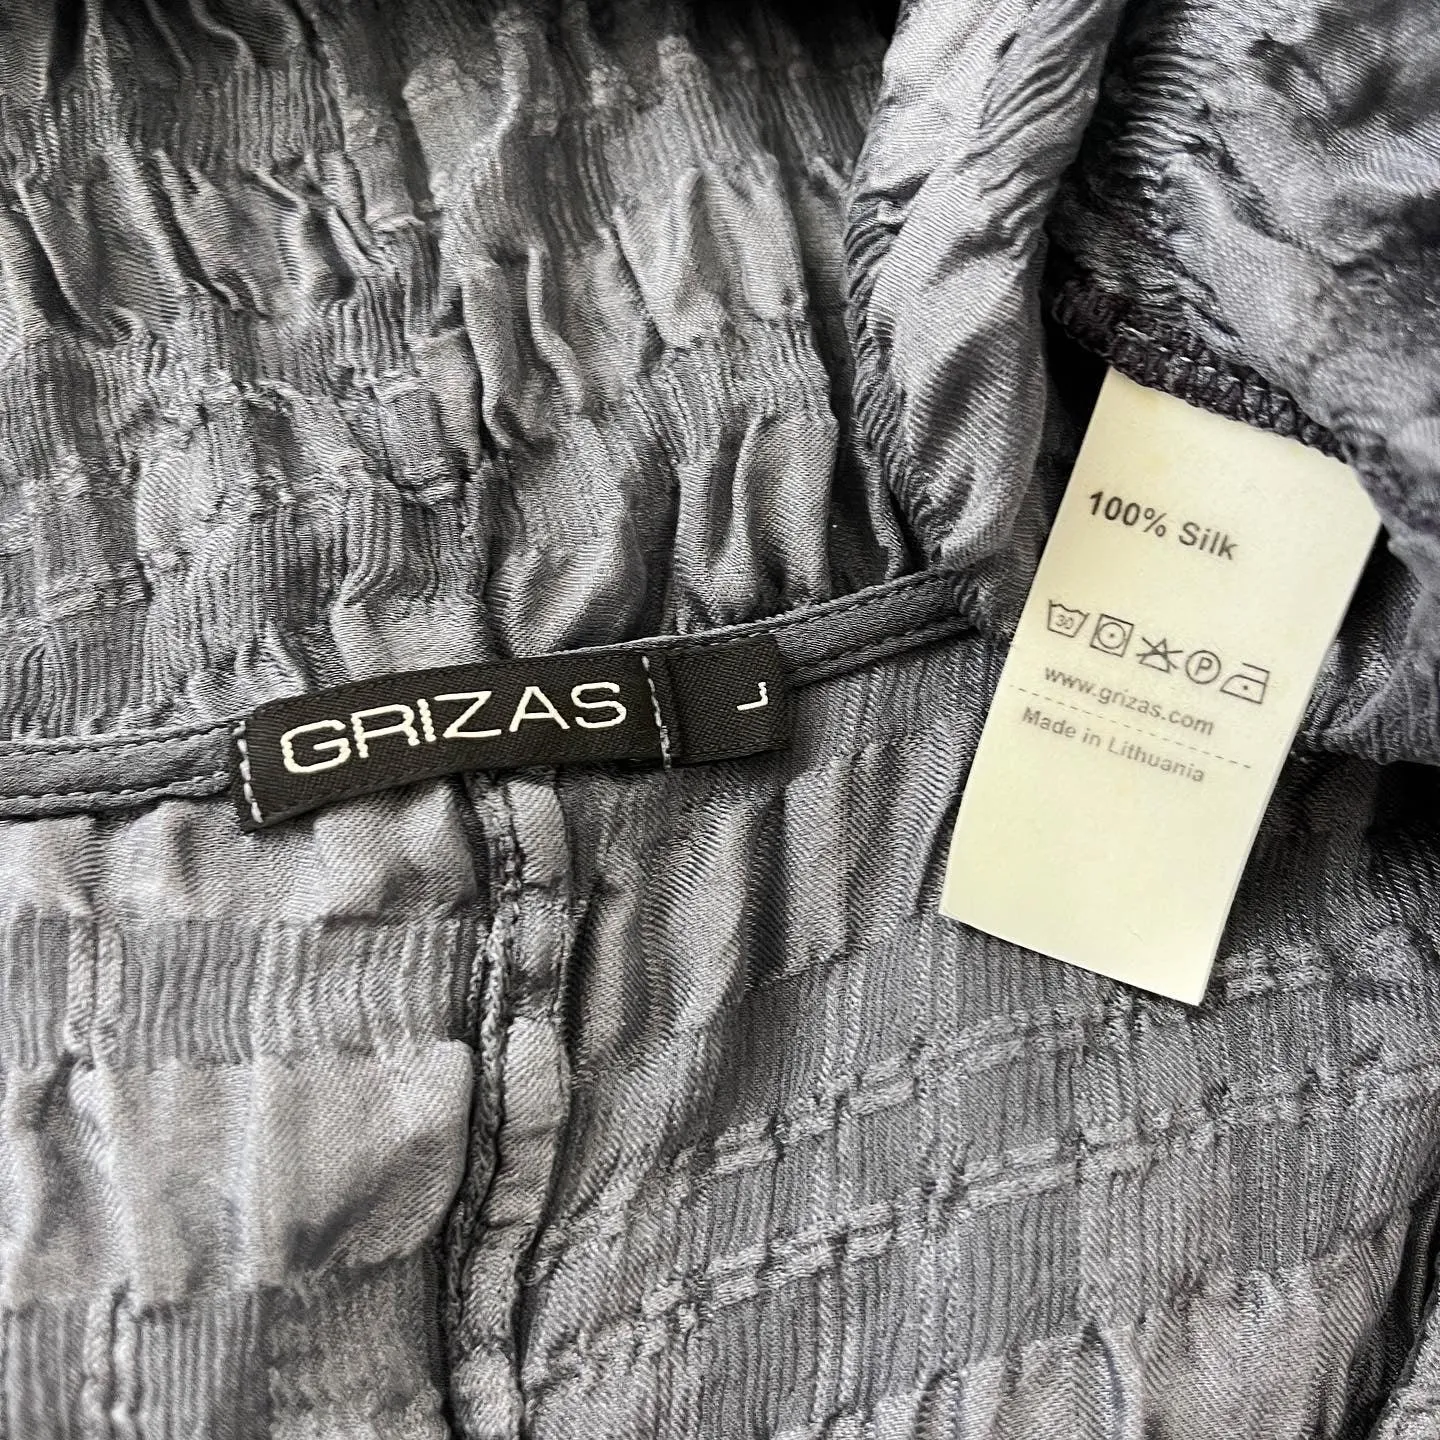 GRIZAS
L
100% Silk
30 P
www.grizas.com
Made in Lithuania